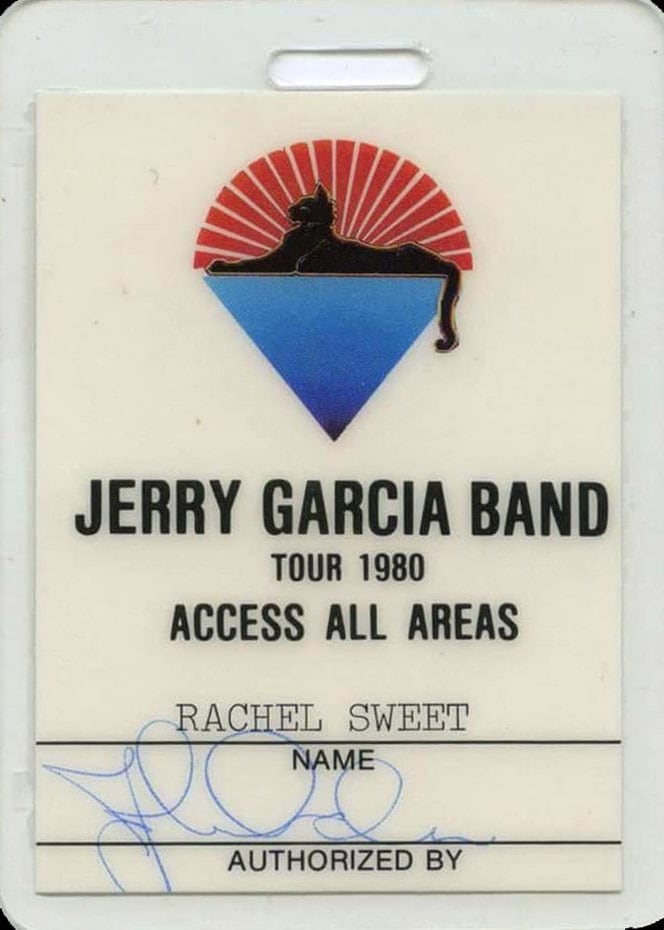 JERRY GARCIA BAND
TOUR 1980
ACCESS ALL AREAS
RACHEL SWEET
NAME
AUTHORIZED BY